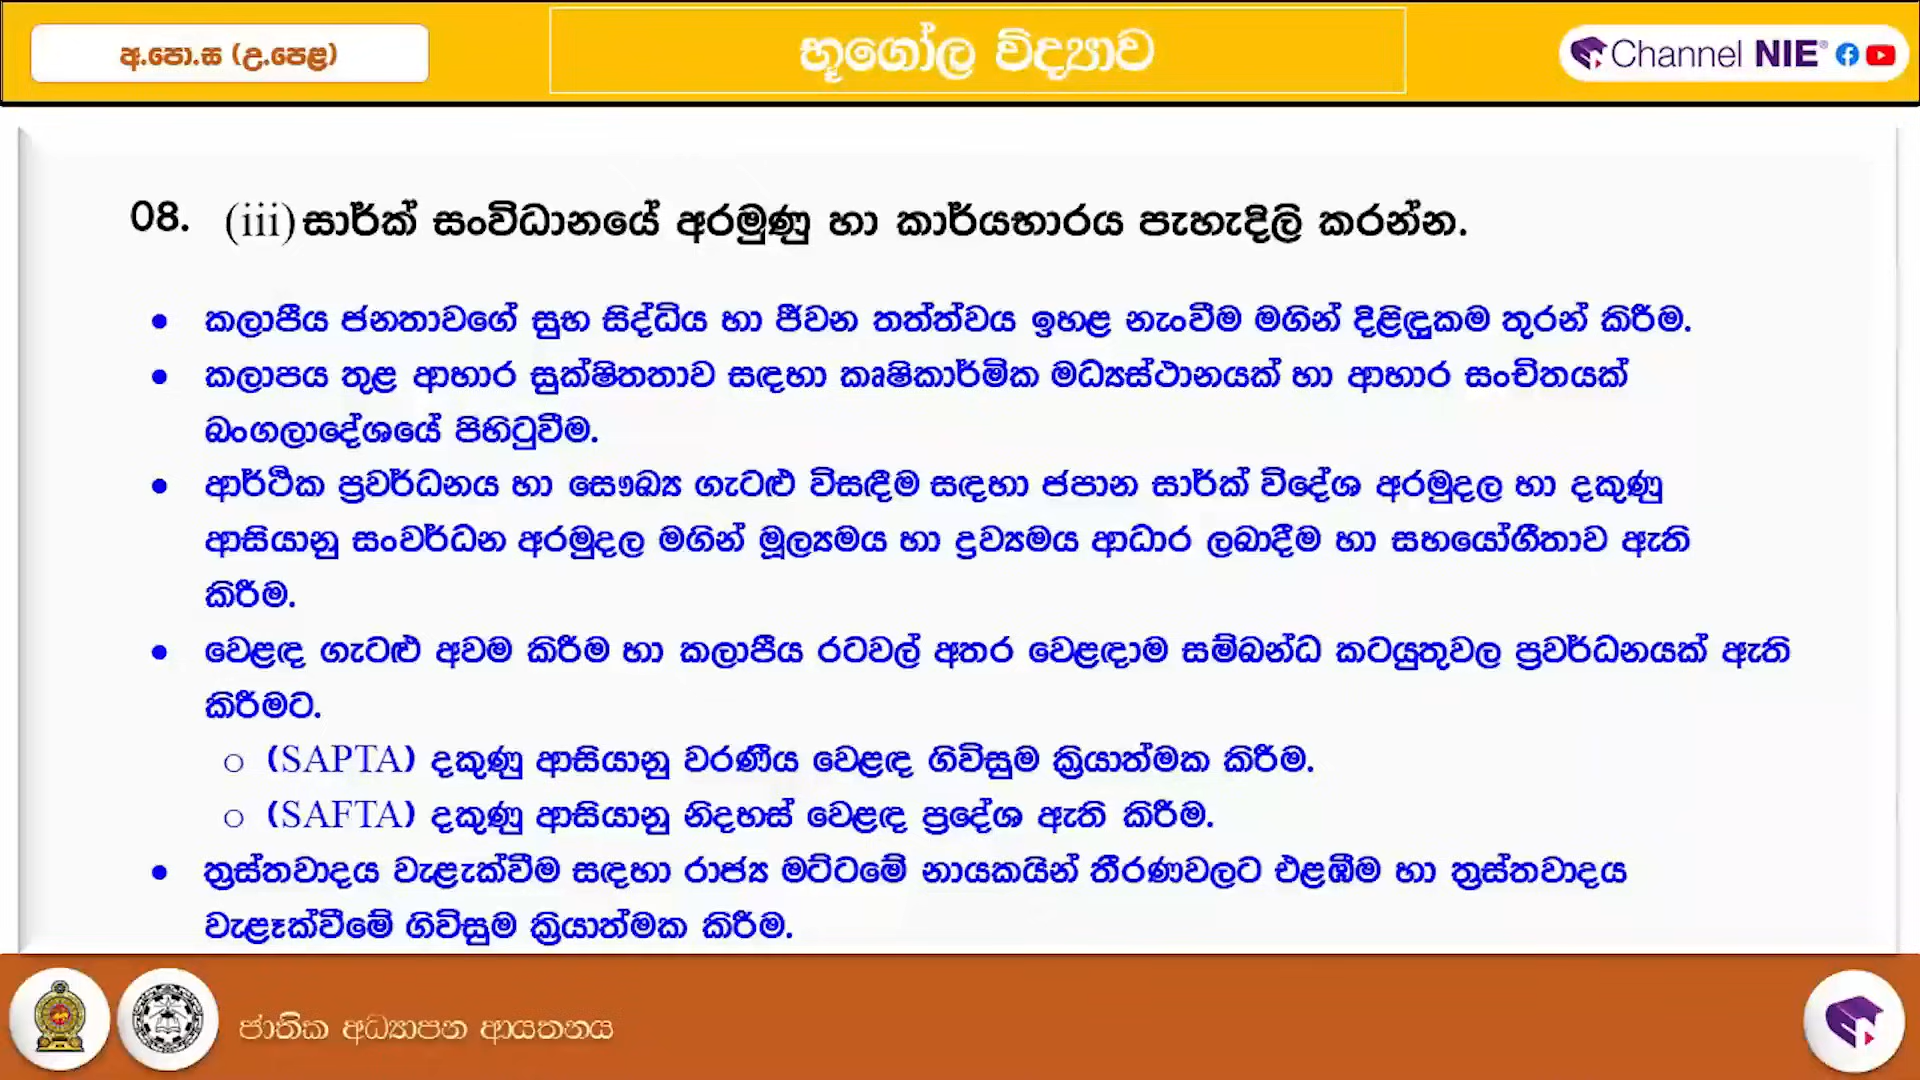 අ.පො.ස (උ.පෙළ)
භූගෝල විද්‍යාව
Channel NIE
08. (iii) සාර්ක් සංවිධානයේ අරමුණු හා කාර්යභාරය පැහැදිලි කරන්න.
• කලාපීය ජනතාවගේ සුභ සිද්ධිය හා ජීවන තත්ත්වය ඉහළ නැංවීම මගින් දිළිඳුකම තුරන් කිරීම.
• කලාපය තුළ ආහාර සුක්ෂිතතාව සඳහා කෘෂිකාර්මික මධ්‍යස්ථානයක් හා ආහාර සංචිතයක්
බංගලාදේශයේ පිහිටුවීම.
• ආර්ථික ප්‍රවර්ධනය හා සෞඛ්‍ය ගැටළු විසඳීම සඳහා ජපාන සාර්ක් විදේශ අරමුදල හා දකුණු
ආසියානු සංවර්ධන අරමුදල මගින් මූල්‍යමය හා ද්‍රව්‍යමය ආධාර ලබාදීම හා සහයෝගීතාව ඇති
කිරීම.
• වෙළඳ ගැටළු අවම කිරීම හා කලාපීය රටවල් අතර වෙළඳාම සම්බන්ධ කටයුතුවල ප්‍රවර්ධනයක් ඇති
කිරීමට.
o (SAPTA) දකුණු ආසියානු වරණීය වෙළඳ ගිවිසුම ක්‍රියාත්මක කිරීම.
o (SAFTA) දකුණු ආසියානු නිදහස් වෙළඳ ප්‍රදේශ ඇති කිරීම.
• ත්‍රස්තවාදය වැළැක්වීම සඳහා රාජ්‍ය මට්ටමේ නායකයින් තීරණවලට එළඹීම හා ත්‍රස්තවාදය
වැළෑක්වීමේ ගිවිසුම ක්‍රියාත්මක කිරීම.
ජාතික අධ්‍යාපන ආයතනය